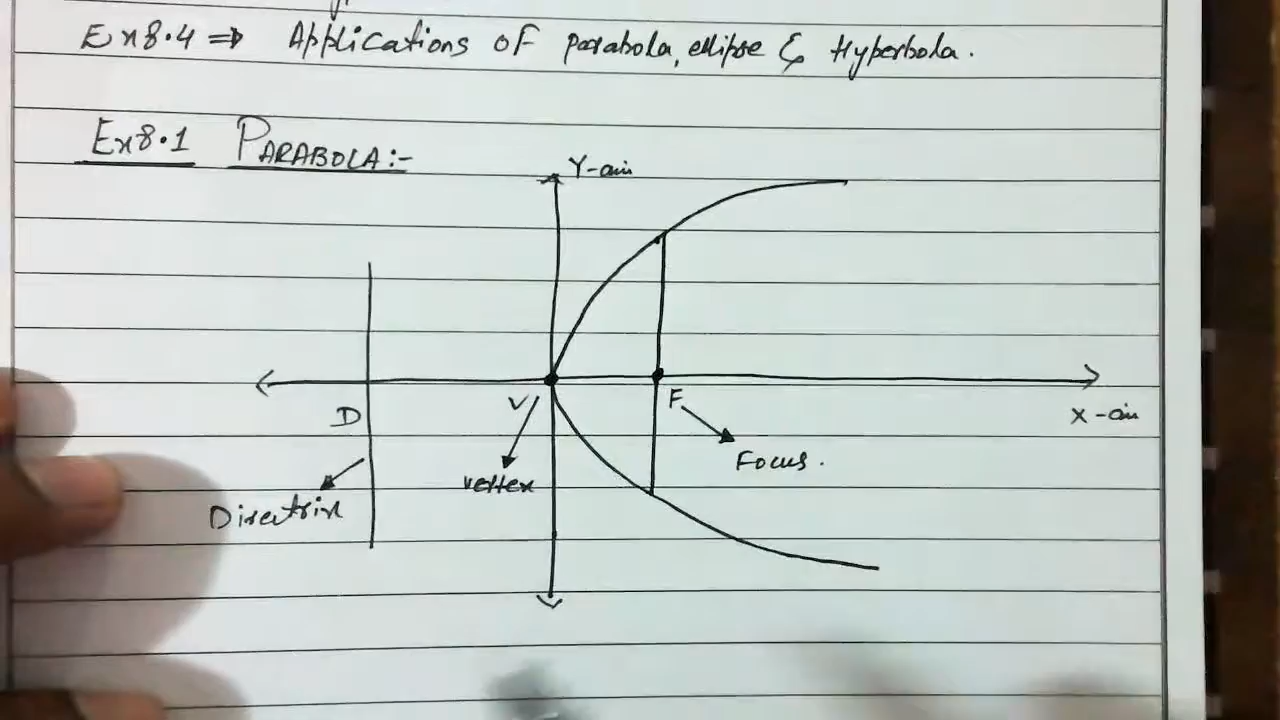 Ex8.4 ⇒ Applications of parabola, ellipse & Hyperbola.
Ex8.1 PARABOLA:-
Y-axis
D
V
F
X-axis
Focus.
vertex
Directrix